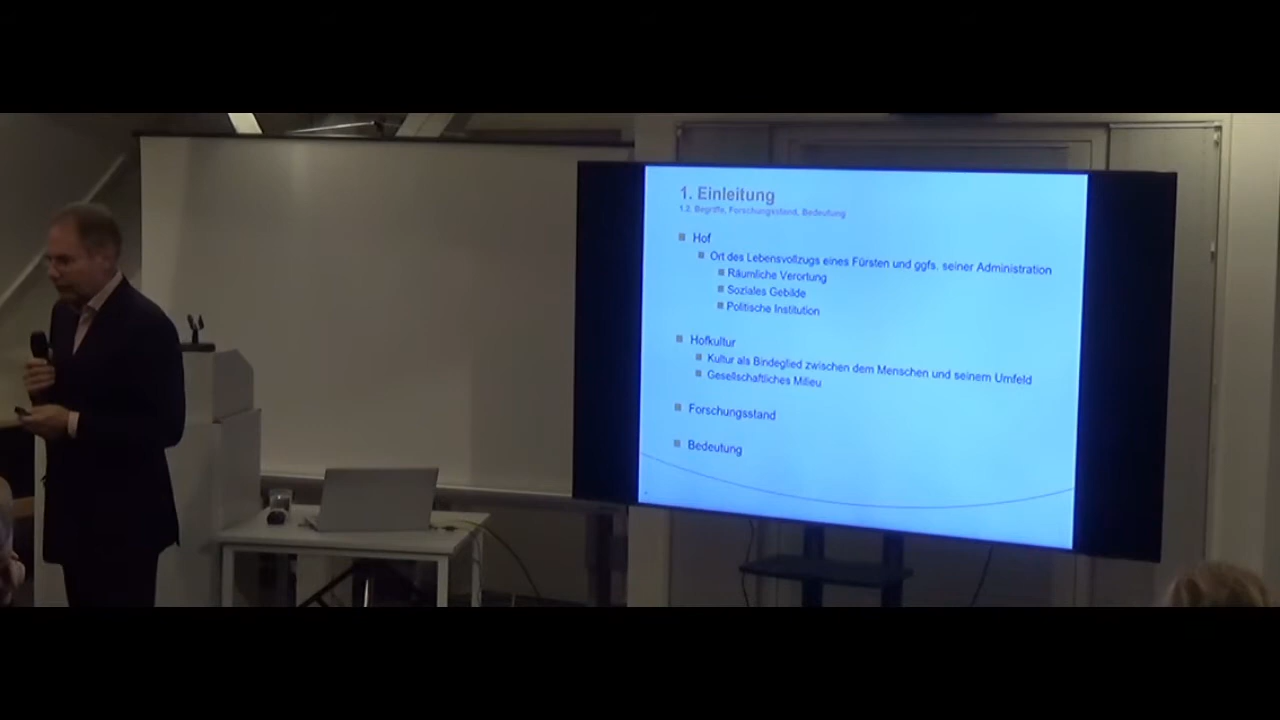 1. Einleitung
1.2. Begriffe, Forschungsstand, Bedeutung
Hof
Ort des Lebensvollzugs eines Fürsten und ggfs. seiner Administration
Räumliche Verortung
Soziales Gebilde
Politische Institution
Hofkultur
Kultur als Bindeglied zwischen dem Menschen und seinem Umfeld
Gesellschaftliches Milieu
Forschungsstand
Bedeutung